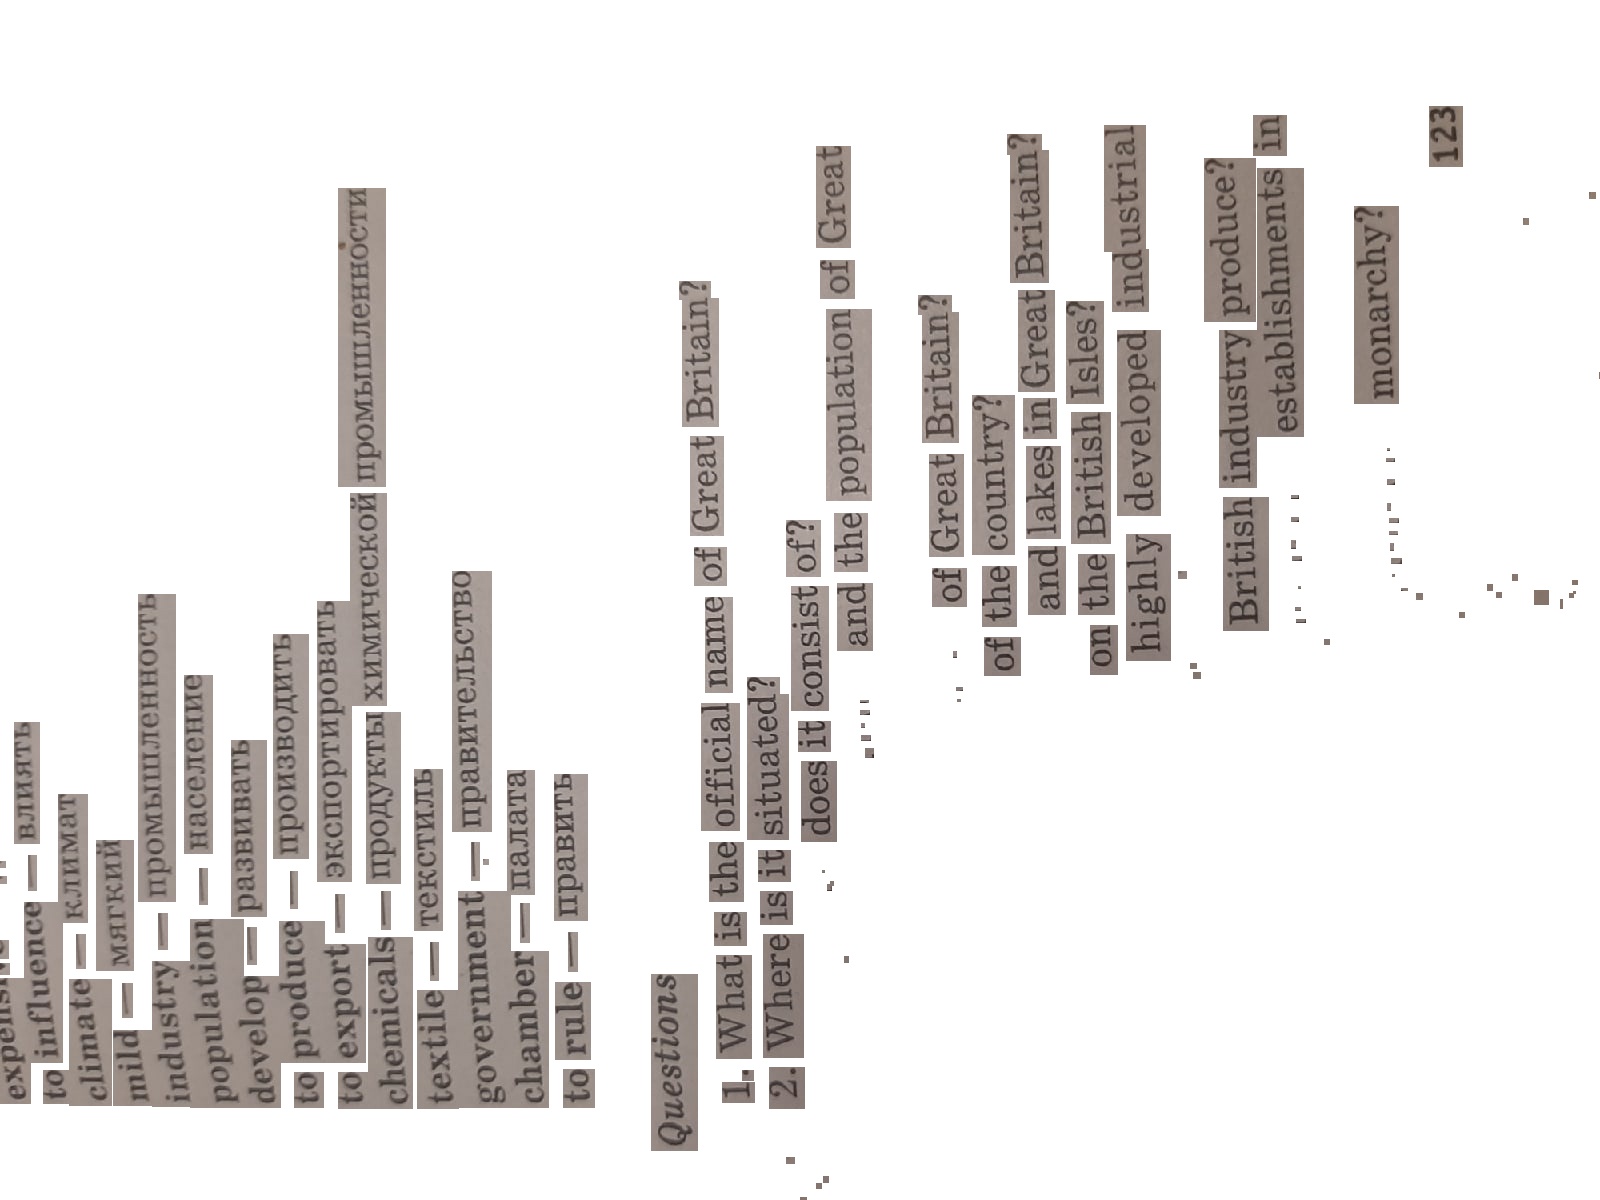 to influence — влиять
climate — климат
mild — мягкий
industry — промышленность
population — население
develop — развивать
to produce — производить
to export — экспортировать
chemicals — продукты химической промышленности
textile — текстиль
government — правительство
chamber — палата
to rule — править
Questions
1. What is the official name of Great Britain?
2. Where is it situated?
does it consist of?
and the population of Great
of Great Britain?
of the country?
and lakes in Great Britain?
on the British Isles?
highly developed industrial
British industry produce?
establishments in
monarchy?
123